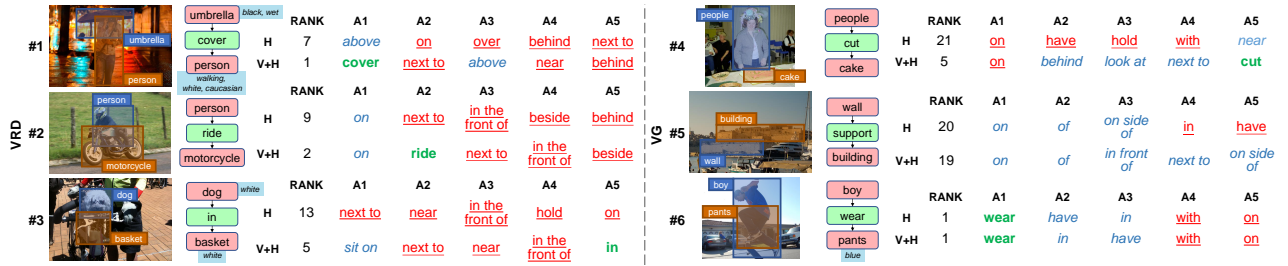 VRD
#1
umbrella
person
umbrella
black, wet
cover
person
walking,
white, caucasian
RANK A1 A2 A3 A4 A5
H 7 above on over behind next to
V+H 1 cover next to above near behind
#2
person
motorcycle
person
ride
motorcycle
RANK A1 A2 A3 A4 A5
H 9 on next to in the front of beside behind
V+H 2 on ride next to in the front of beside
#3
dog
basket
dog
white
in
basket
white
RANK A1 A2 A3 A4 A5
H 13 next to near in the front of hold on
V+H 5 sit on next to near in the front of in
VG
#4
people
cake
people
cut
cake
RANK A1 A2 A3 A4 A5
H 21 on have hold with near
V+H 5 on behind look at next to cut
#5
building
wall
wall
support
building
RANK A1 A2 A3 A4 A5
H 20 on of on side of in have
V+H 19 on of in front of next to on side of
#6
boy
pants
boy
wear
pants
blue
RANK A1 A2 A3 A4 A5
H 1 wear have in with on
V+H 1 wear in have with on